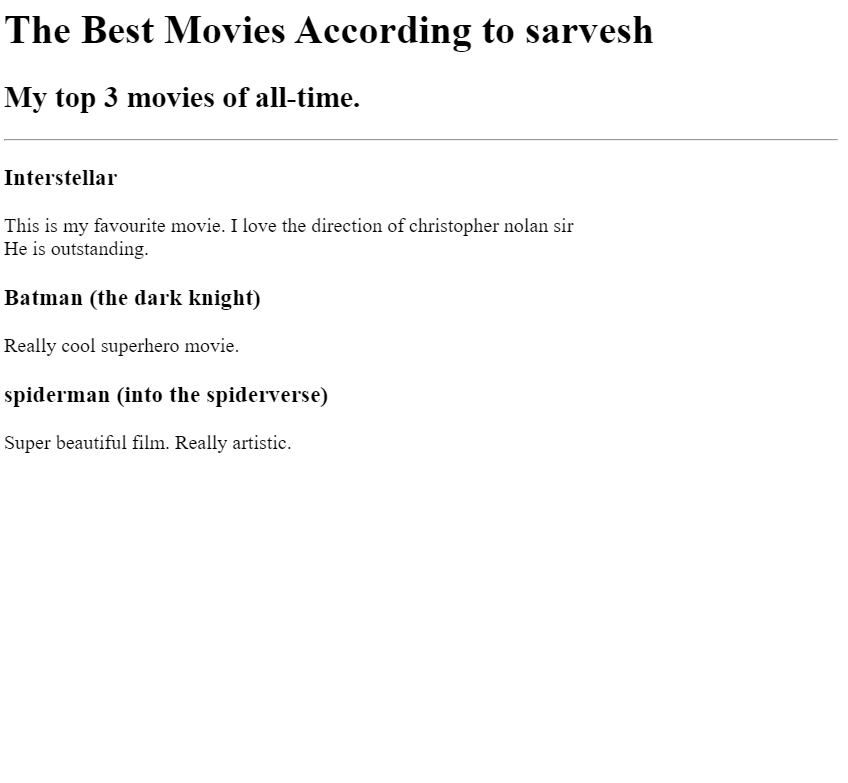 The Best Movies According to sarvesh
My top 3 movies of all-time.
Interstellar
This is my favourite movie. I love the direction of christopher nolan sir
He is outstanding.
Batman (the dark knight)
Really cool superhero movie.
spiderman (into the spiderverse)
Super beautiful film. Really artistic.